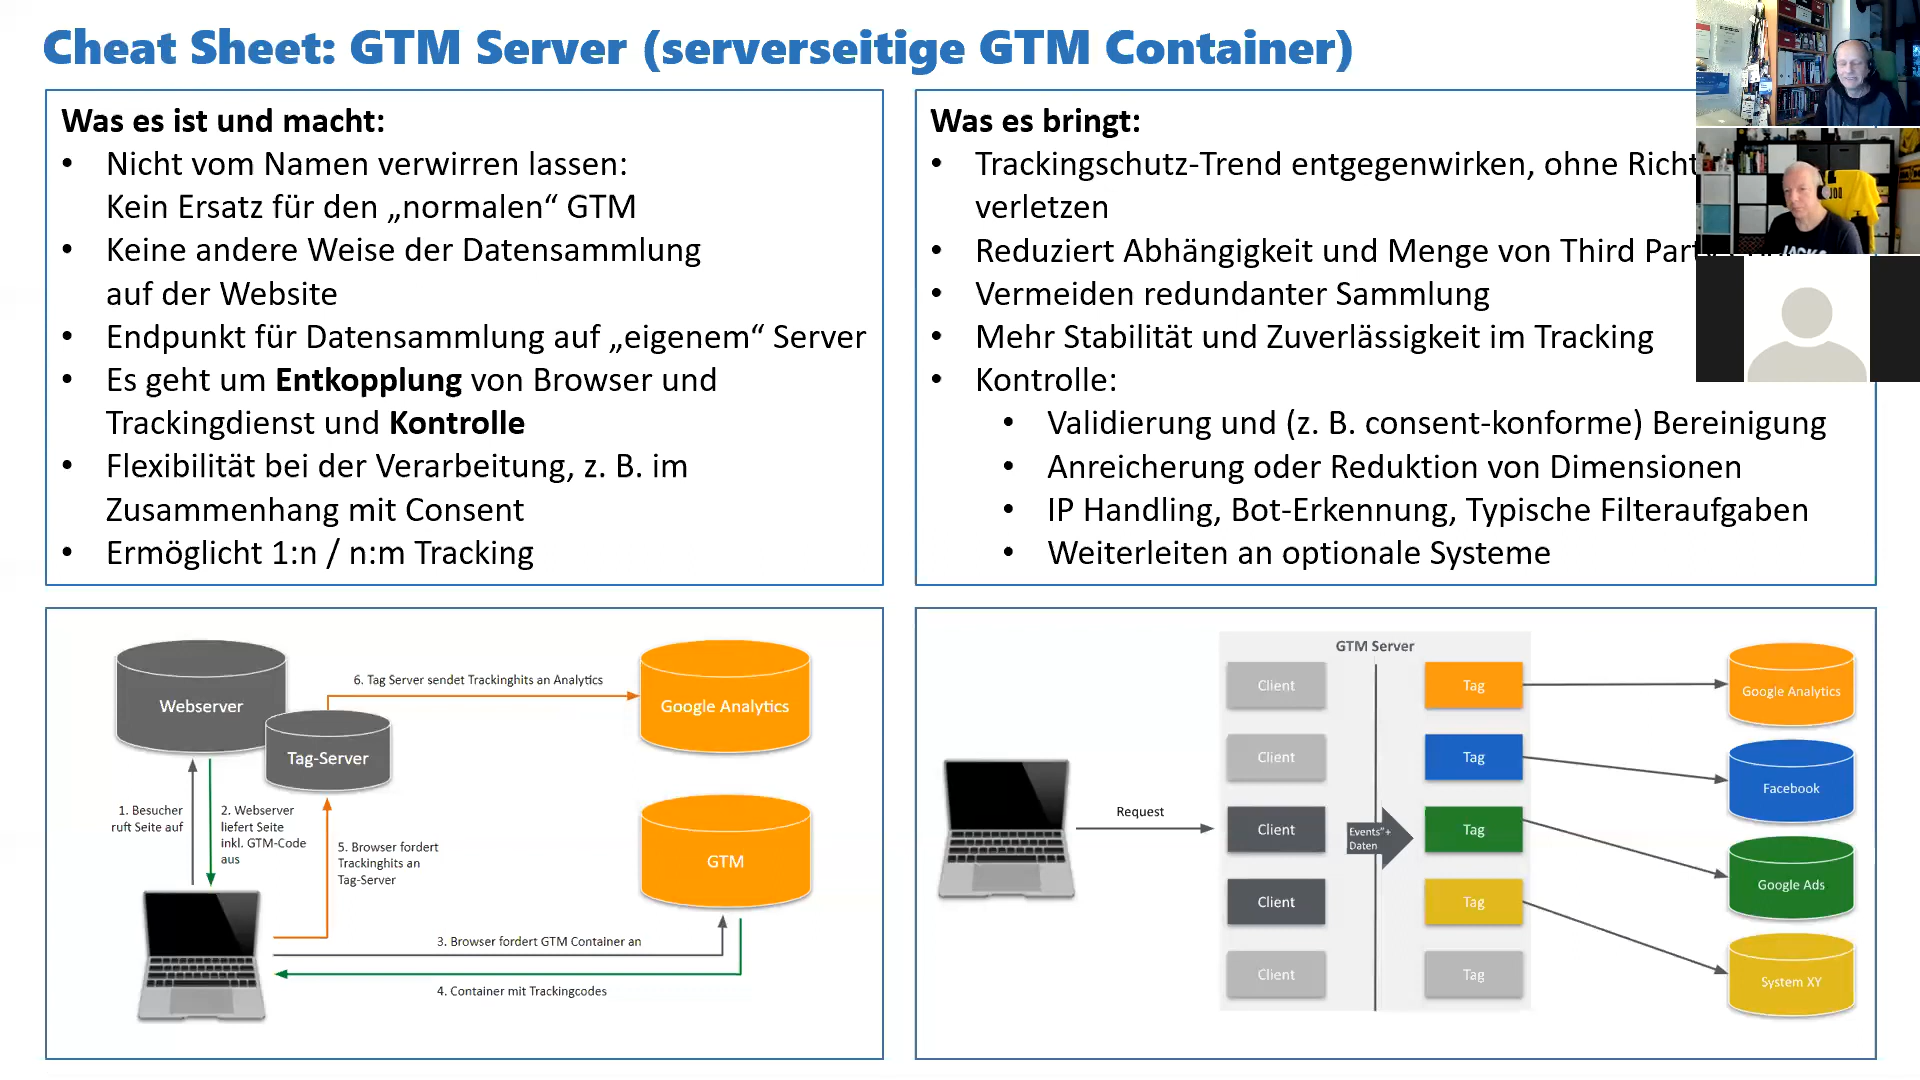 Cheat Sheet: GTM Server (serverseitige GTM Container)
Was es ist und macht:
• Nicht vom Namen verwirren lassen:
Kein Ersatz für den „normalen“ GTM
• Keine andere Weise der Datensammlung
auf der Website
• Endpunkt für Datensammlung auf „eigenem“ Server
• Es geht um Entkopplung von Browser und
Trackingdienst und Kontrolle
• Flexibilität bei der Verarbeitung, z. B. im
Zusammenhang mit Consent
• Ermöglicht 1:n / n:m Tracking
Was es bringt:
• Trackingschutz-Trend entgegenwirken, ohne
verletzen
• Reduziert Abhängigkeit und Menge von Third
• Vermeiden redundanter Sammlung
• Mehr Stabilität und Zuverlässigkeit im Tracking
• Kontrolle:
• Validierung und (z. B. consent-konforme) Bereinigung
• Anreicherung oder Reduktion von Dimensionen
• IP Handling, Bot-Erkennung, Typische Filteraufgaben
• Weiterleiten an optionale Systeme
Webserver
Tag-Server
6. Tag Server sendet Trackinghits an Analytics
Google Analytics
1. Besucher
ruft Seite auf
2. Webserver
liefert Seite
inkl. GTM-Code
aus
5. Browser fordert
Trackinghits an
Tag-Server
GTM
3. Browser fordert GTM Container an
4. Container mit Trackingcodes
GTM Server
Client
Tag
Google Analytics
Client
Tag
Facebook
Request
Client
Events"+
Daten
Tag
Google Ads
Client
Tag
System XY
Client
Tag